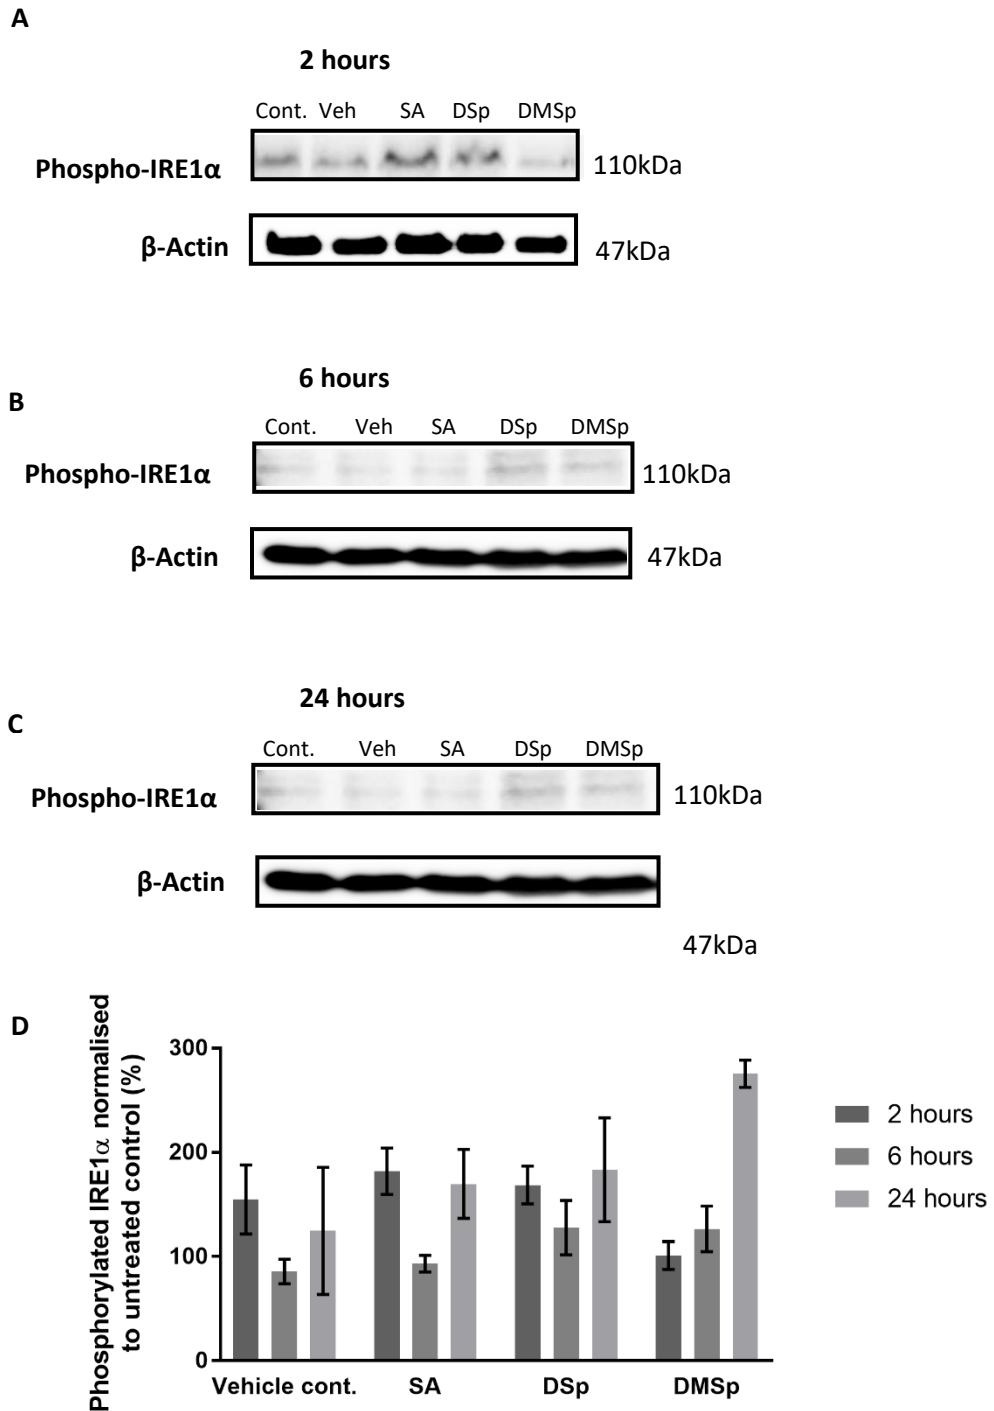 A
2 hours
Cont. Veh SA DSp DMSp
Phospho-IRE1α 110kDa
β-Actin 47kDa
6 hours
B
Cont. Veh SA DSp DMSp
Phospho-IRE1α 110kDa
β-Actin 47kDa
24 hours
C
Cont. Veh SA DSp DMSp
Phospho-IRE1α 110kDa
β-Actin
47kDa
D
Phosphorylated IRE1α normalised
to untreated control (%)
300
200
100
0
Vehicle cont. SA DSp DMSp
2 hours
6 hours
24 hours